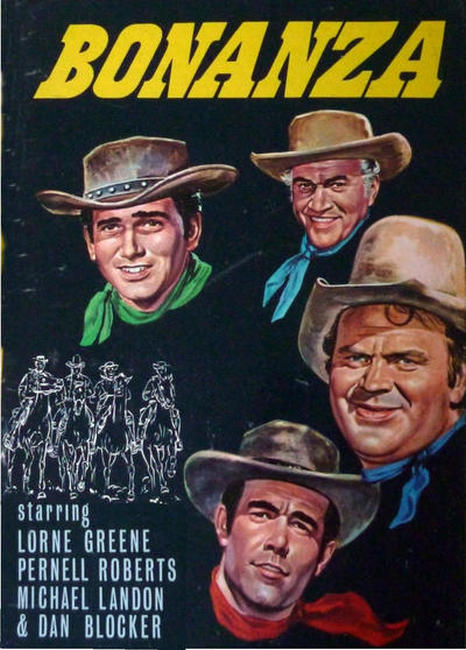 BONANZA
starring
LORNE GREENE
PERNELL ROBERTS
MICHAEL LANDON
& DAN BLOCKER